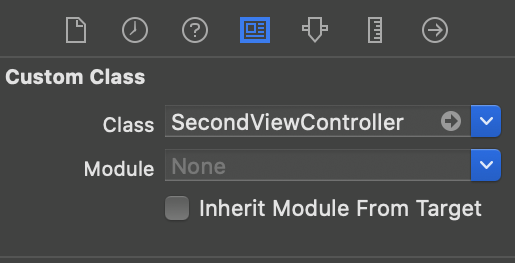 Custom Class
Class SecondViewController
Module None
Inherit Module From Target